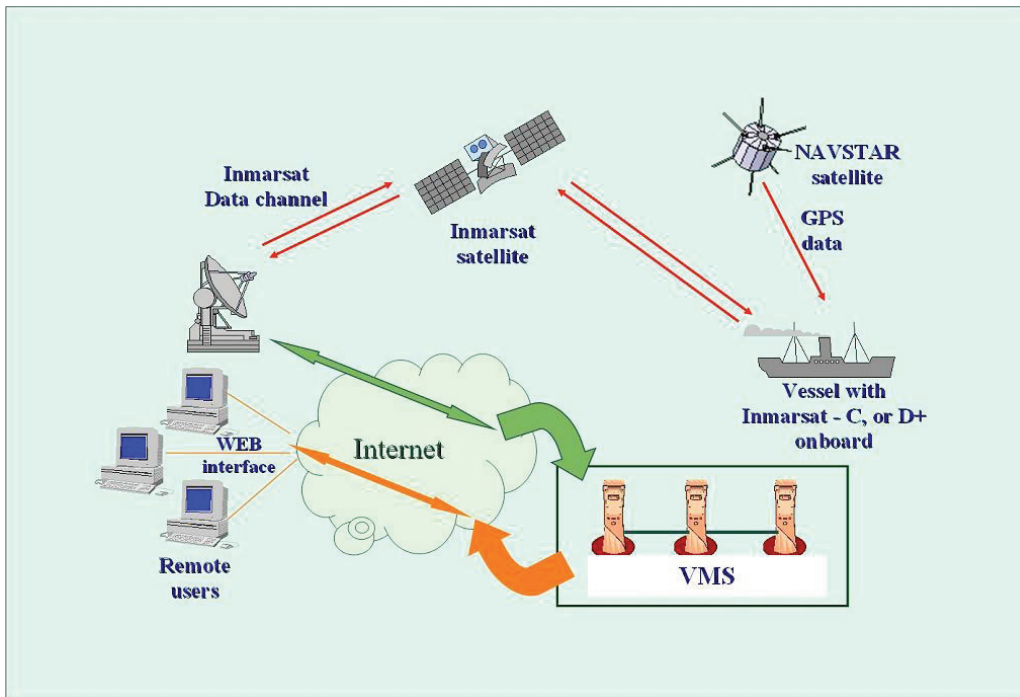 Inmarsat
Data channel
Inmarsat
satellite
NAVSTAR
satellite
GPS
data
Vessel with
Inmarsat - C, or D+
onboard
WEB
interface
Internet
Remote
users
VMS